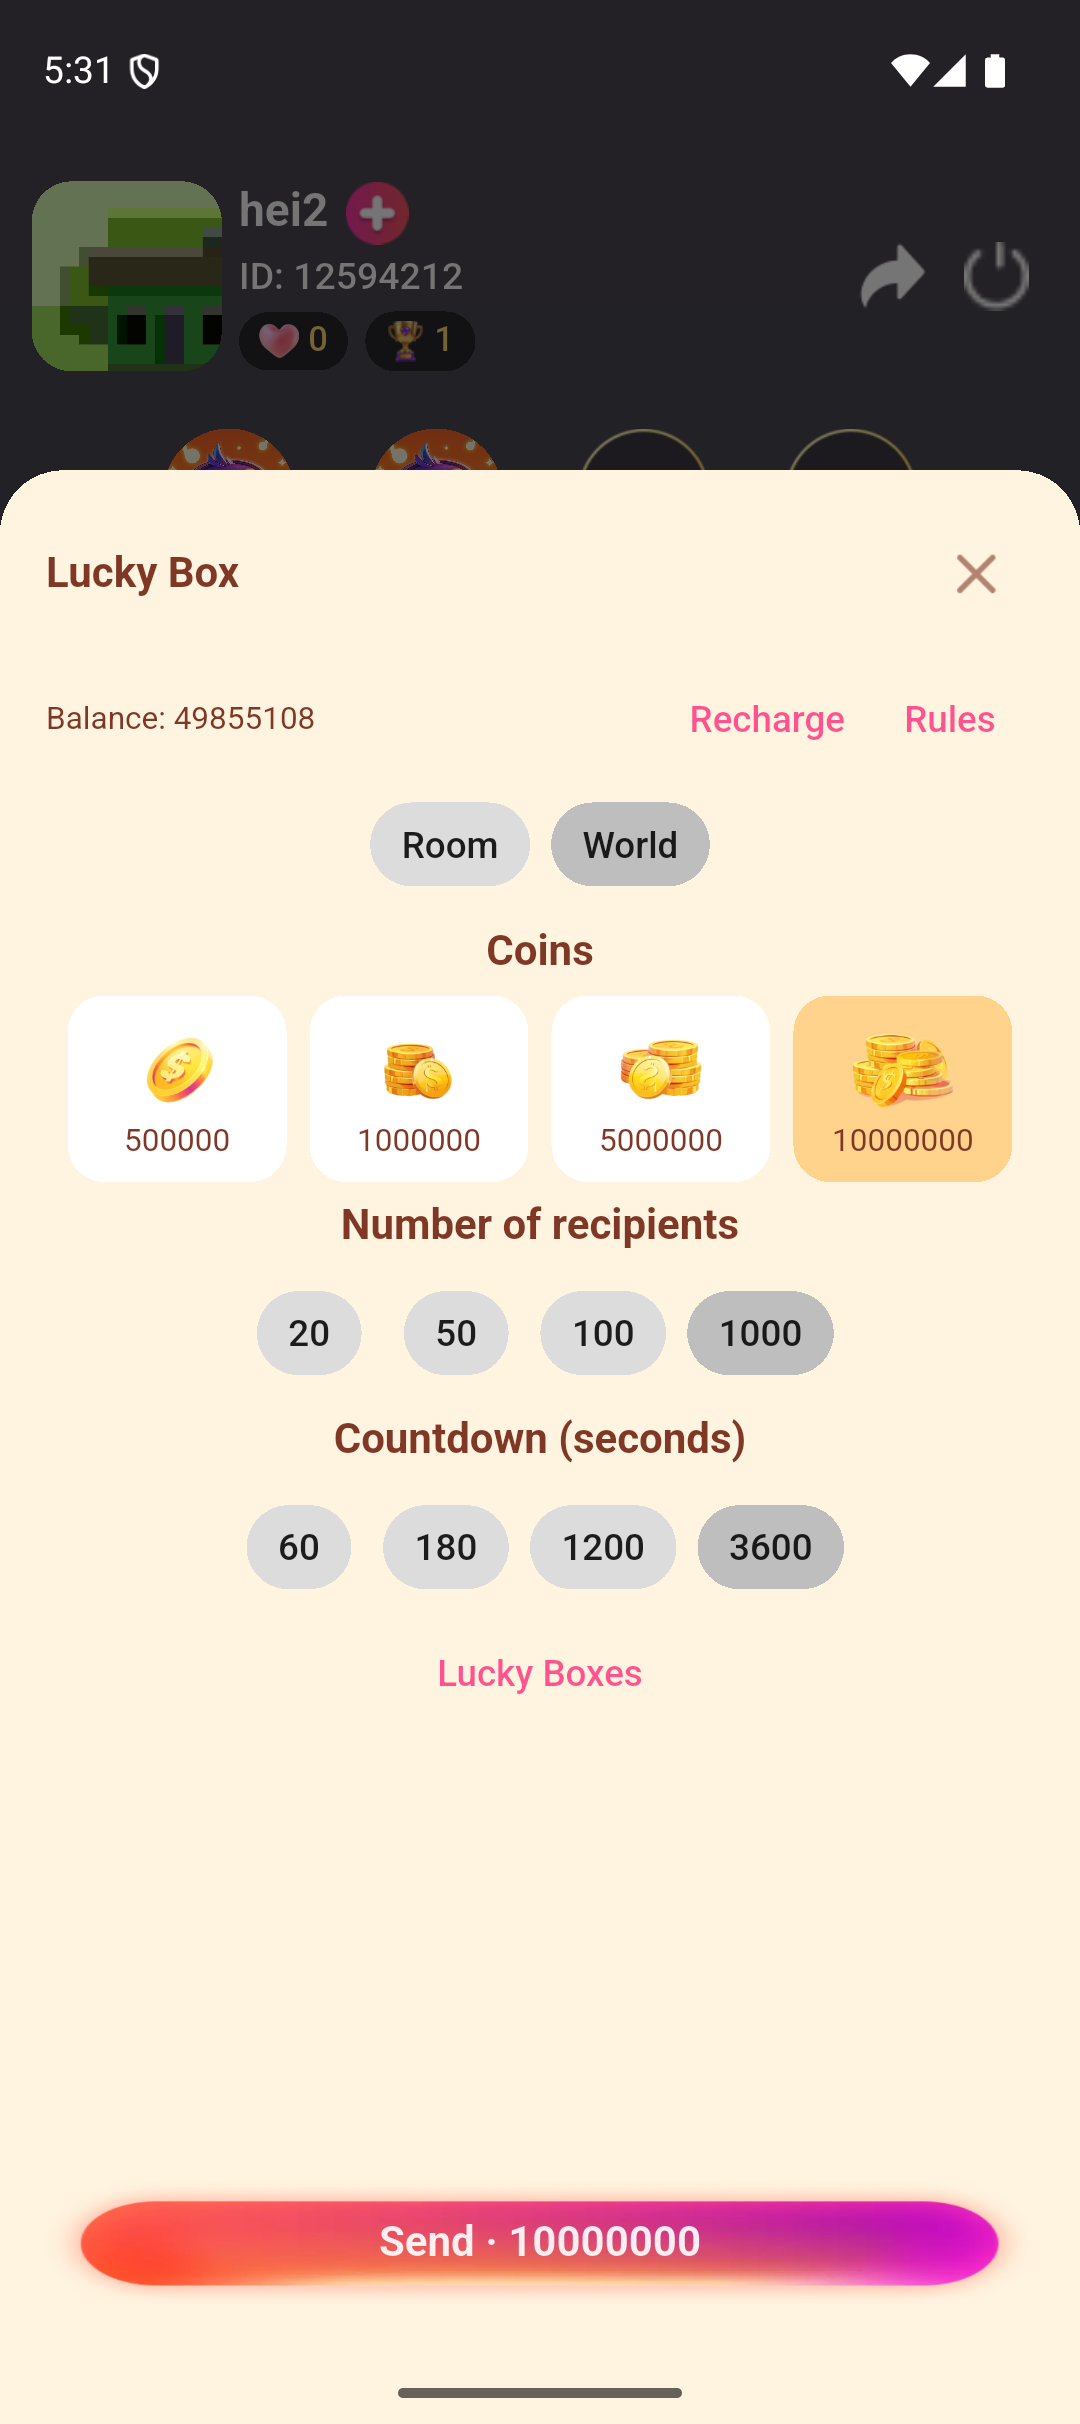 5:31
hei2
ID: 12594212
0 1
Lucky Box
Balance: 49855108 Recharge Rules
Room World
Coins
500000 1000000 5000000 10000000
Number of recipients
20 50 100 1000
Countdown (seconds)
60 180 1200 3600
Lucky Boxes
Send · 10000000